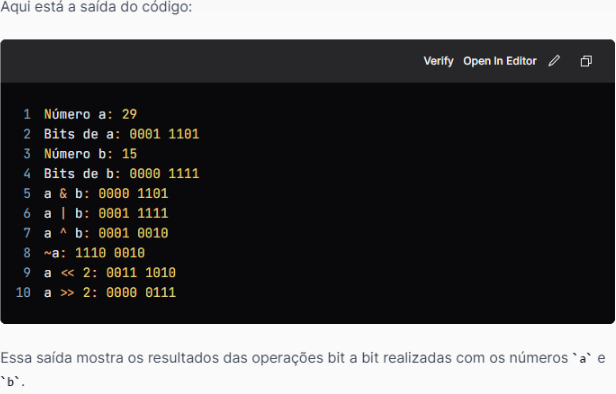 Aqui está a saída do código:
Verify Open In Editor
1 Número a: 29
2 Bits de a: 0001 1101
3 Número b: 15
4 Bits de b: 0000 1111
5 a & b: 0000 1101
6 a | b: 0001 1111
7 a ^ b: 0001 0010
8 ~a: 1110 0010
9 a << 2: 0011 1010
10 a >> 2: 0000 0111
Essa saída mostra os resultados das operações bit a bit realizadas com os números `a` e
`b`.